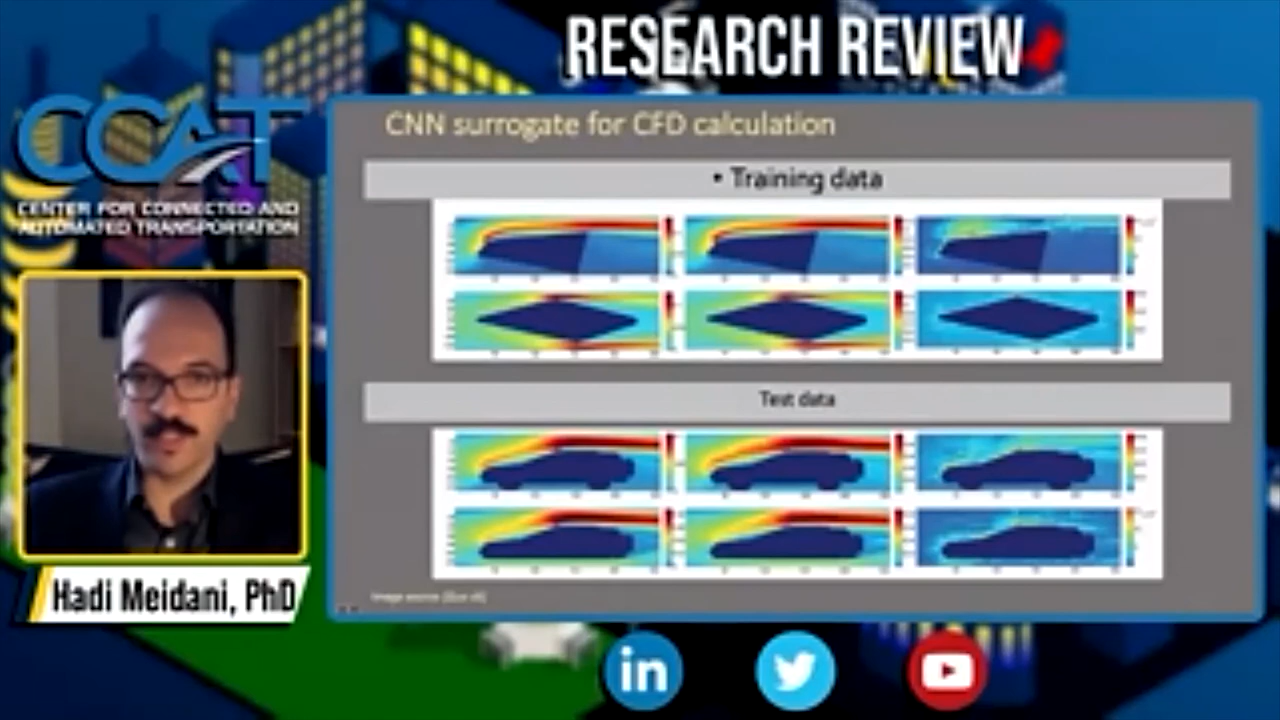 RESEARCH REVIEW
CCAT
CENTER FOR CONNECTED AND
AUTOMATED TRANSPORTATION
CNN surrogate for CFD calculation
• Training data
Test data
Hadi Meidani, PhD
in